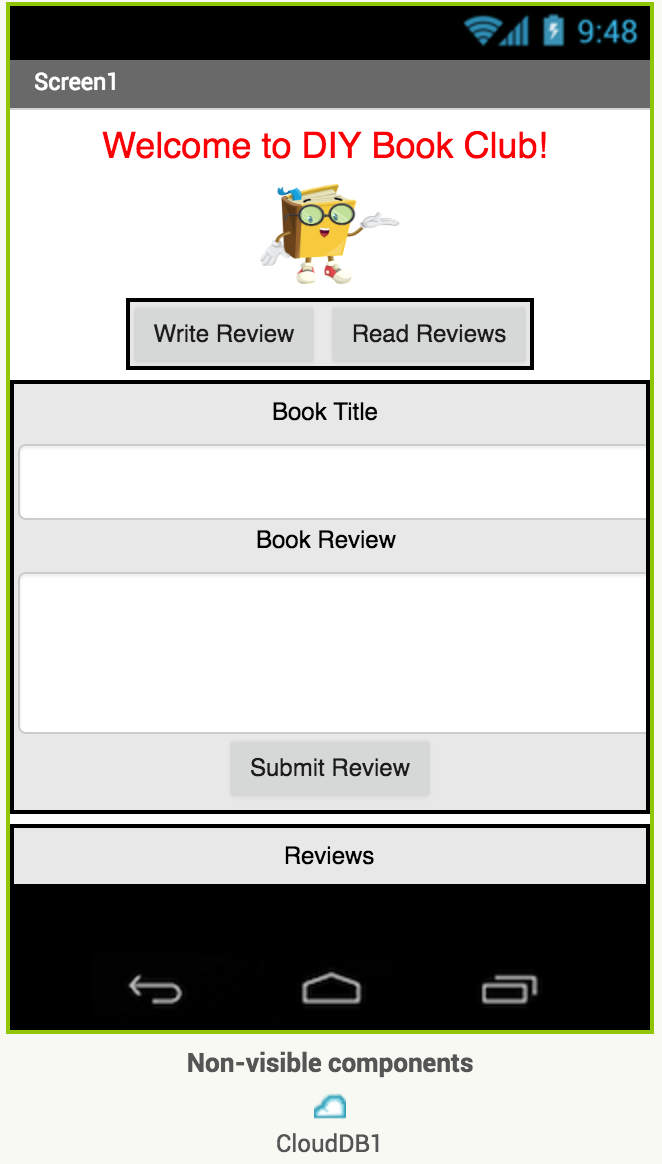 9:48
Screen1
Welcome to DIY Book Club!
Write Review Read Reviews
Book Title
Book Review
Submit Review
Reviews
Non-visible components
CloudDB1